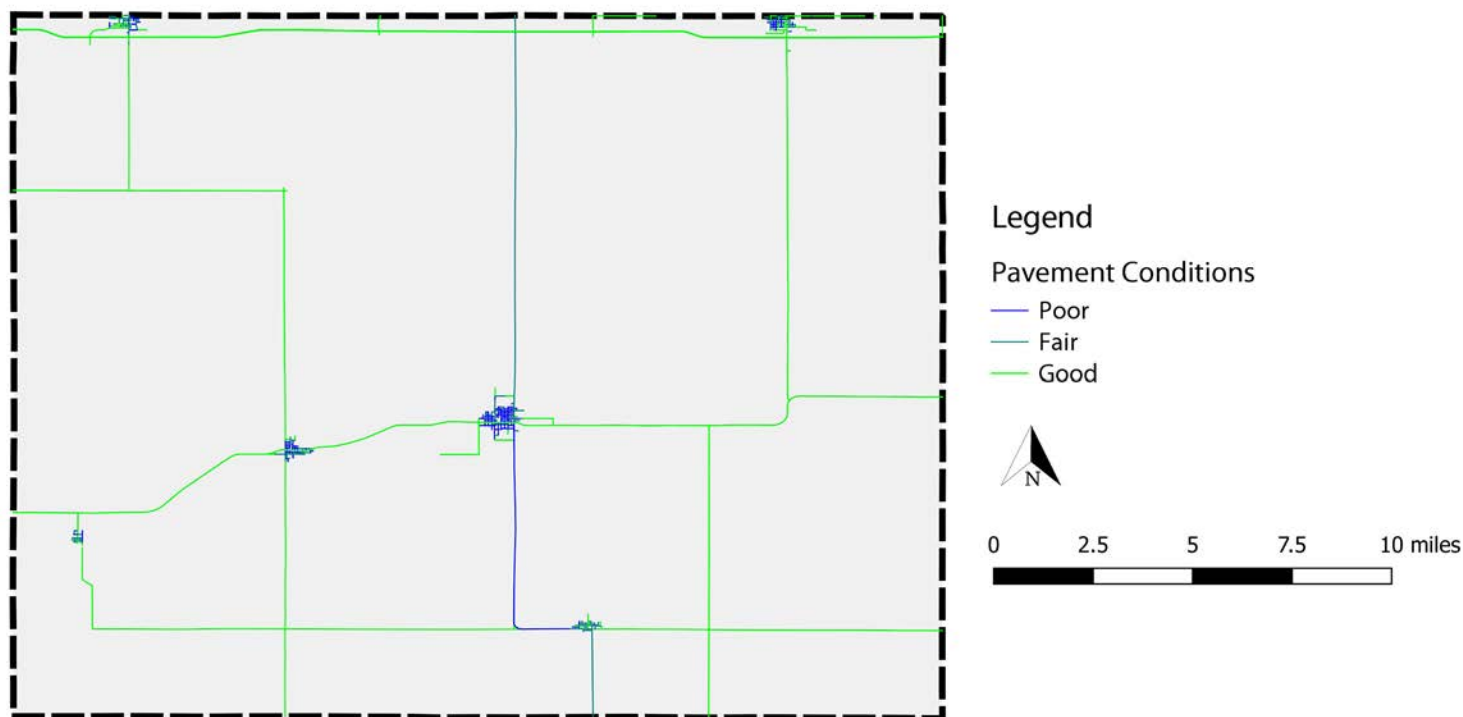 Legend
Pavement Conditions
Poor
Fair
Good
N
0 2.5 5 7.5 10 miles